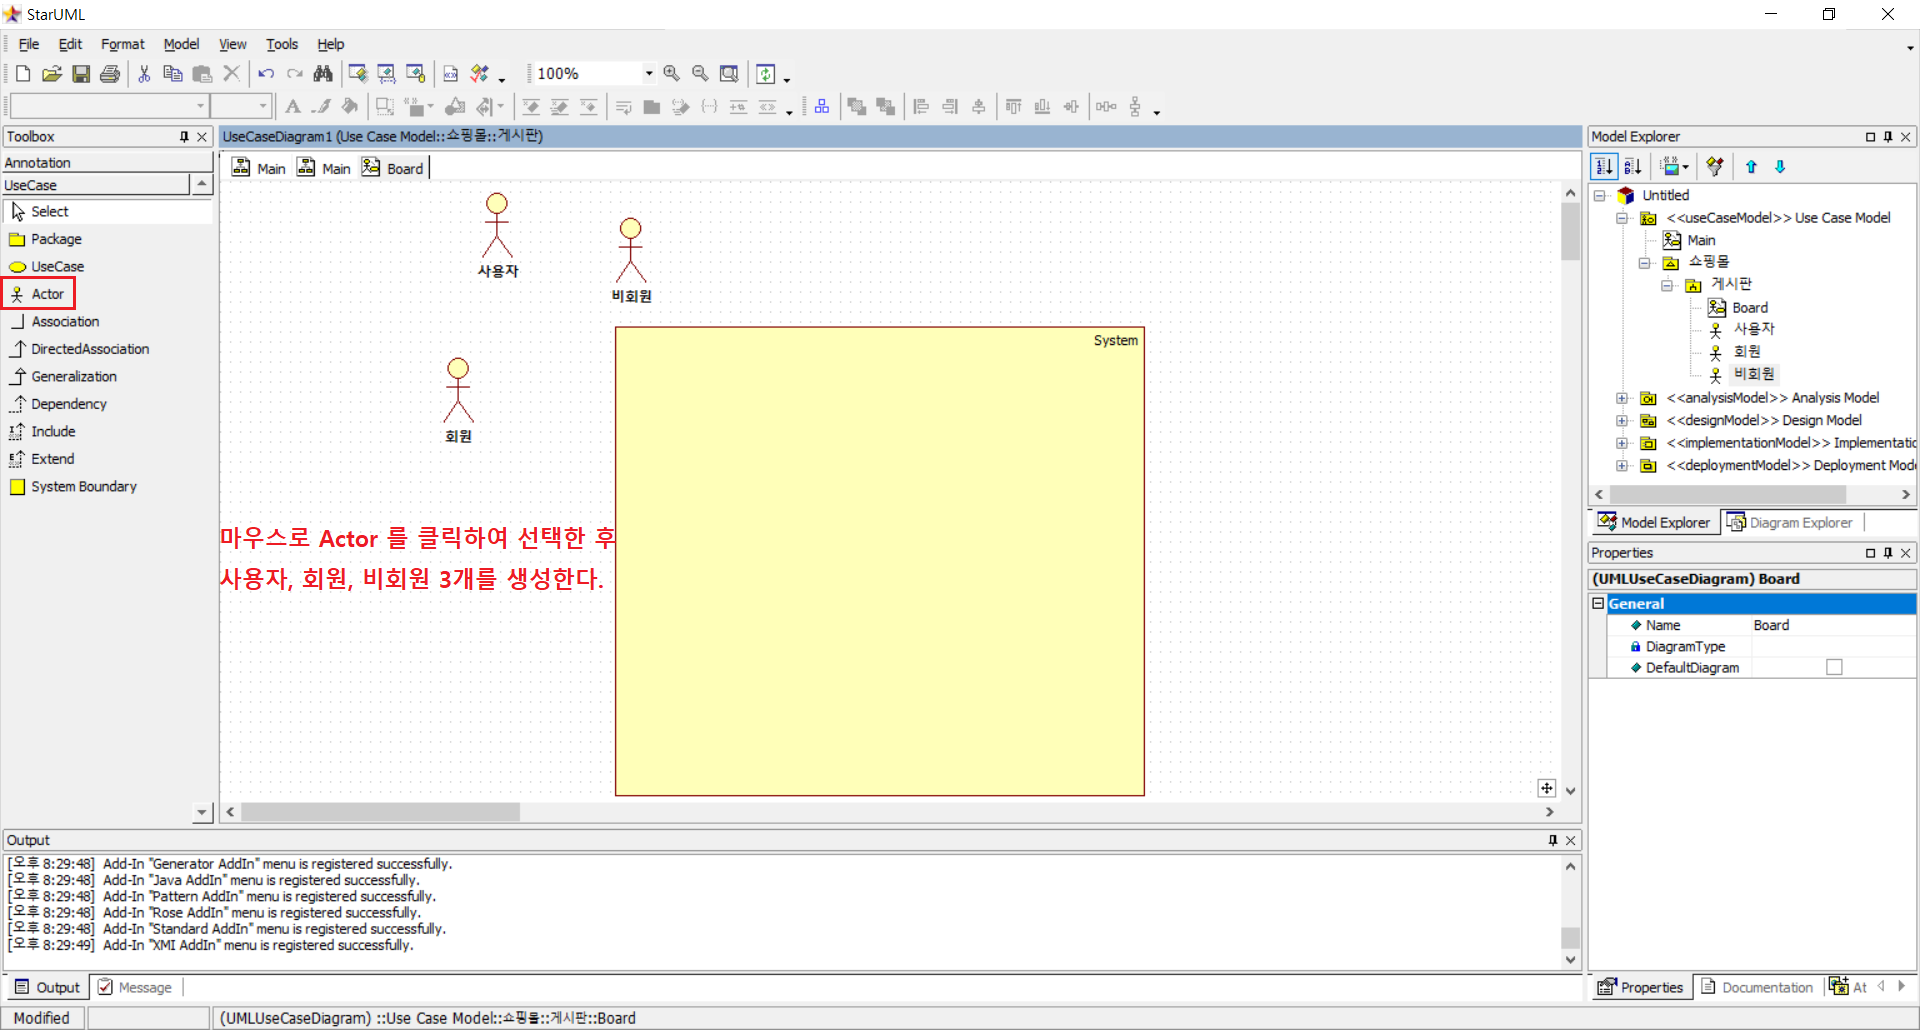 StarUML
File Edit Format Model View Tools Help
100%
Toolbox
Annotation
UseCase
Select
Package
UseCase
Actor
Association
DirectedAssociation
Generalization
Dependency
Include
Extend
System Boundary
UseCaseDiagram1 (Use Case Model::쇼핑몰::게시판)
Main Main Board
사용자
비회원
회원
System
마우스로 Actor 를 클릭하여 선택한 후
사용자, 회원, 비회원 3개를 생성한다.
Model Explorer
Untitled
<<useCaseModel>> Use Case Model
Main
쇼핑몰
게시판
Board
사용자
회원
비회원
<<analysisModel>> Analysis Model
<<designModel>> Design Model
<<implementationModel>> Implementatio
<<deploymentModel>> Deployment Mod
Model Explorer Diagram Explorer
Properties
(UMLUseCaseDiagram) Board
General
Name Board
DiagramType
DefaultDiagram
Output
[오후 8:29:48] Add-In "Generator AddIn" menu is registered successfully.
[오후 8:29:48] Add-In "Java AddIn" menu is registered successfully.
[오후 8:29:48] Add-In "Pattern AddIn" menu is registered successfully.
[오후 8:29:48] Add-In "Rose AddIn" menu is registered successfully.
[오후 8:29:48] Add-In "Standard AddIn" menu is registered successfully.
[오후 8:29:49] Add-In "XMI AddIn" menu is registered successfully.
Output Message
Properties Documentation At
Modified
(UMLUseCaseDiagram) ::Use Case Model::쇼핑몰::게시판::Board